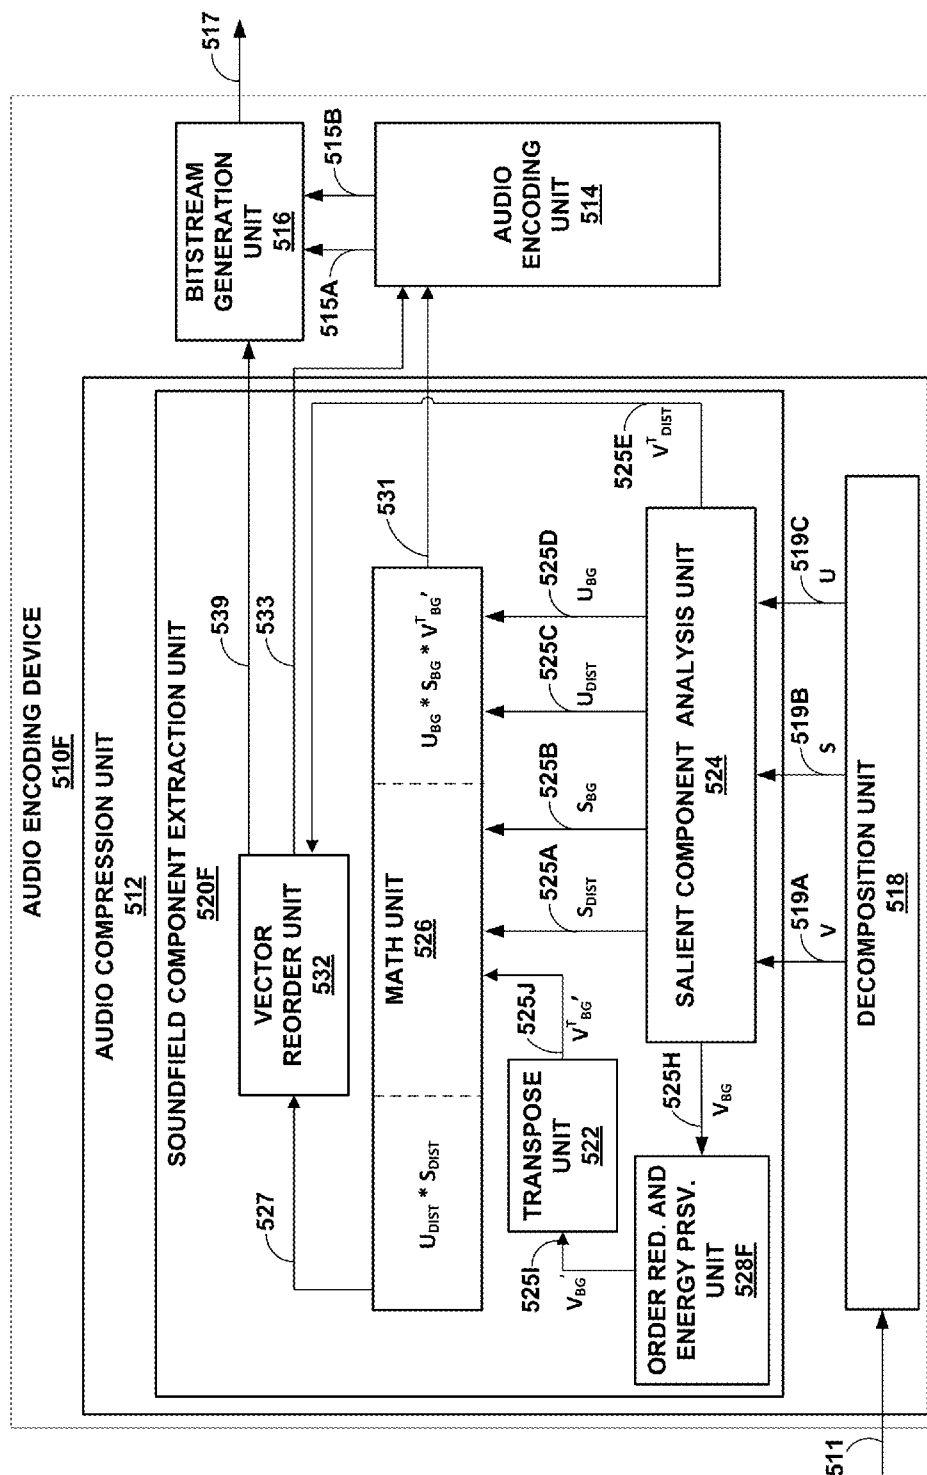 AUDIO ENCODING DEVICE
510F
AUDIO COMPRESSION UNIT
512
SOUNDFIELD COMPONENT EXTRACTION UNIT
520F
527
VECTOR
REORDER UNIT
532
539
533
517
BITSTREAM
GENERATION
UNIT
516
515A
515B
AUDIO
ENCODING
UNIT
514
U_DIST * S_DIST
MATH UNIT
526
U_BG * S_BG * V^T_BG'
531
525I
V_BG'
TRANSPOSE
UNIT
522
525J
V^T_BG'
525A
S_DIST
525B
S_BG
525C
U_DIST
525D
U_BG
525E
V^T_DIST
ORDER RED. AND
ENERGY PRSV.
UNIT
528F
525H
V_BG
SALIENT COMPONENT ANALYSIS UNIT
524
519A
V
519B
S
519C
U
DECOMPOSITION UNIT
518
511